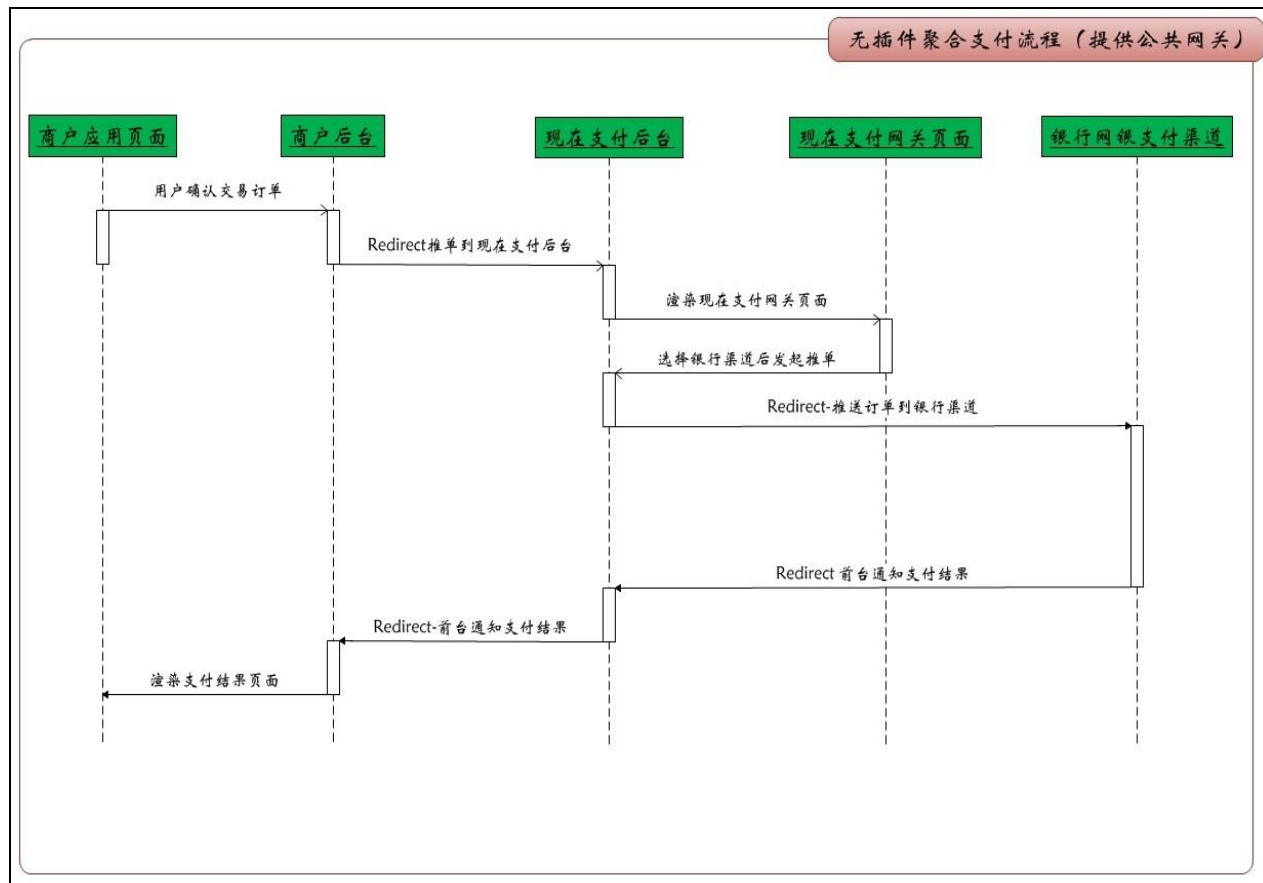 无插件聚合支付流程（提供公共网关）
商户应用页面
商户后台
现在支付后台
现在支付网关页面
银行网银支付渠道
用户确认交易订单
Redirect推单到现在支付后台
渲染现在支付网关页面
选择银行渠道后发起推单
Redirect-推送订单到银行渠道
Redirect 前台通知支付结果
Redirect-前台通知支付结果
渲染支付结果页面